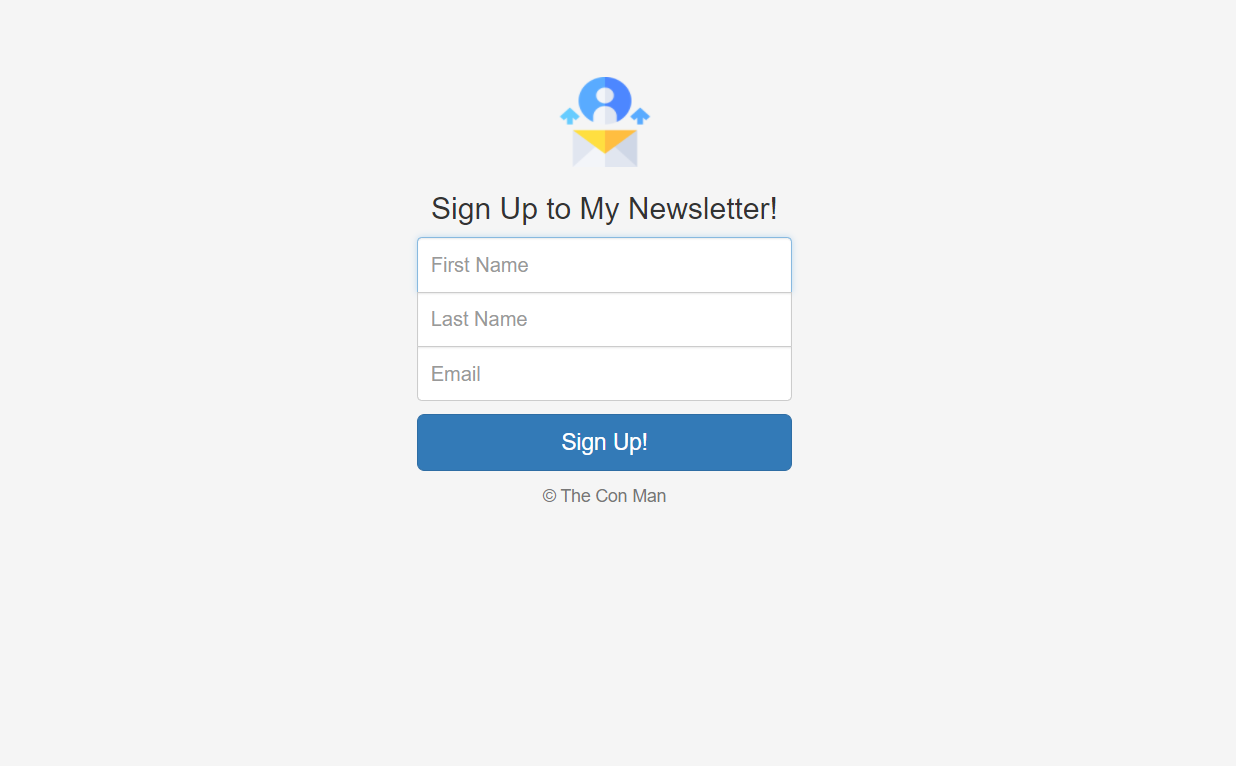 Sign Up to My Newsletter!
First Name
Last Name
Email
Sign Up!
© The Con Man